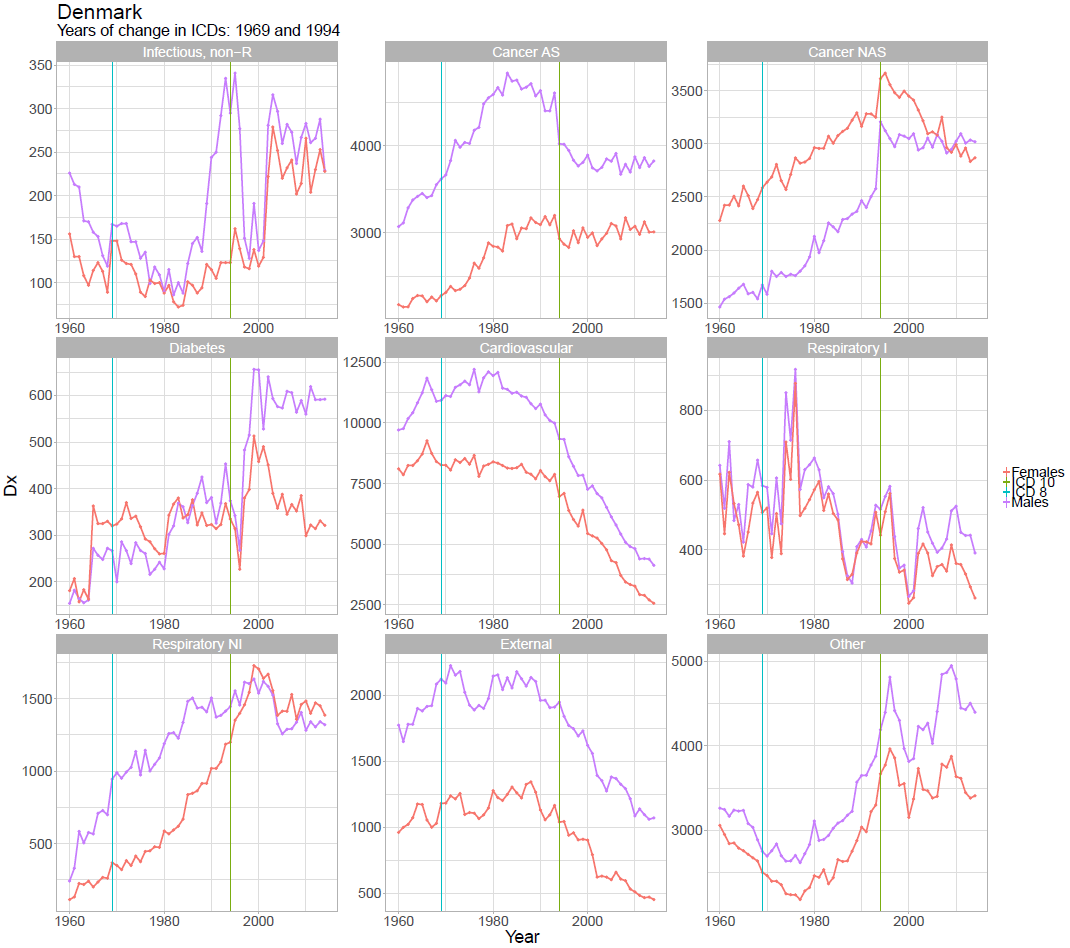 Denmark
Years of change in ICDs: 1969 and 1994
Infectious, non−R
Cancer AS
Cancer NAS
350
300
250
200
150
100
4000
3000
3500
3000
2500
2000
1500
1960 1980 2000
1960 1980 2000
1960 1980 2000
Diabetes
Cardiovascular
Respiratory I
600
500
400
300
200
12500
10000
7500
5000
2500
800
600
400
1960 1980 2000
1960 1980 2000
1960 1980 2000
Respiratory NI
External
Other
1500
1000
500
2000
1500
1000
500
5000
4000
3000
1960 1980 2000
1960 1980 2000
1960 1980 2000
Dx
Year
Females
ICD 10
ICD 8
Males